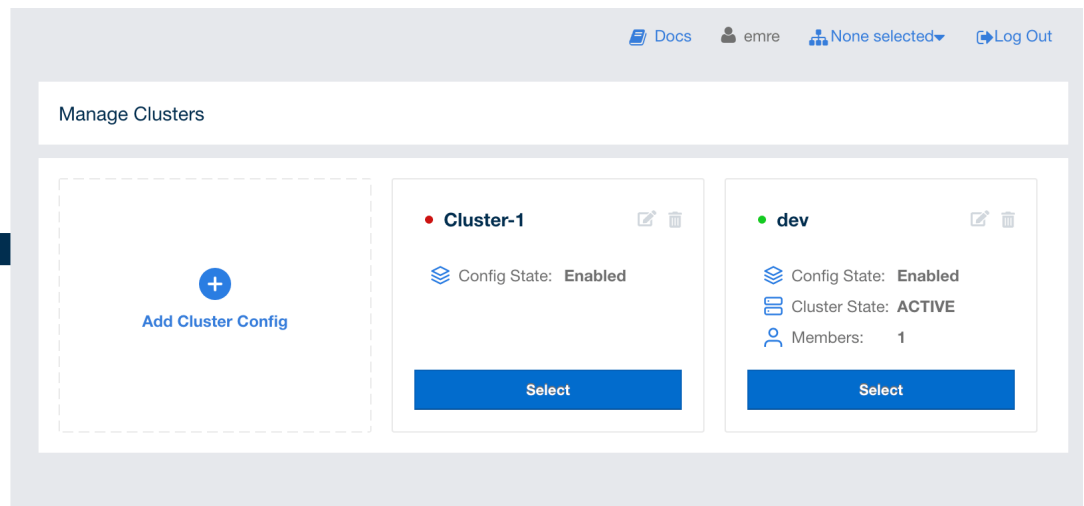 Docs emre None selected Log Out
Manage Clusters
Add Cluster Config
Cluster-1
Config State: Enabled
Select
dev
Config State: Enabled
Cluster State: ACTIVE
Members: 1
Select